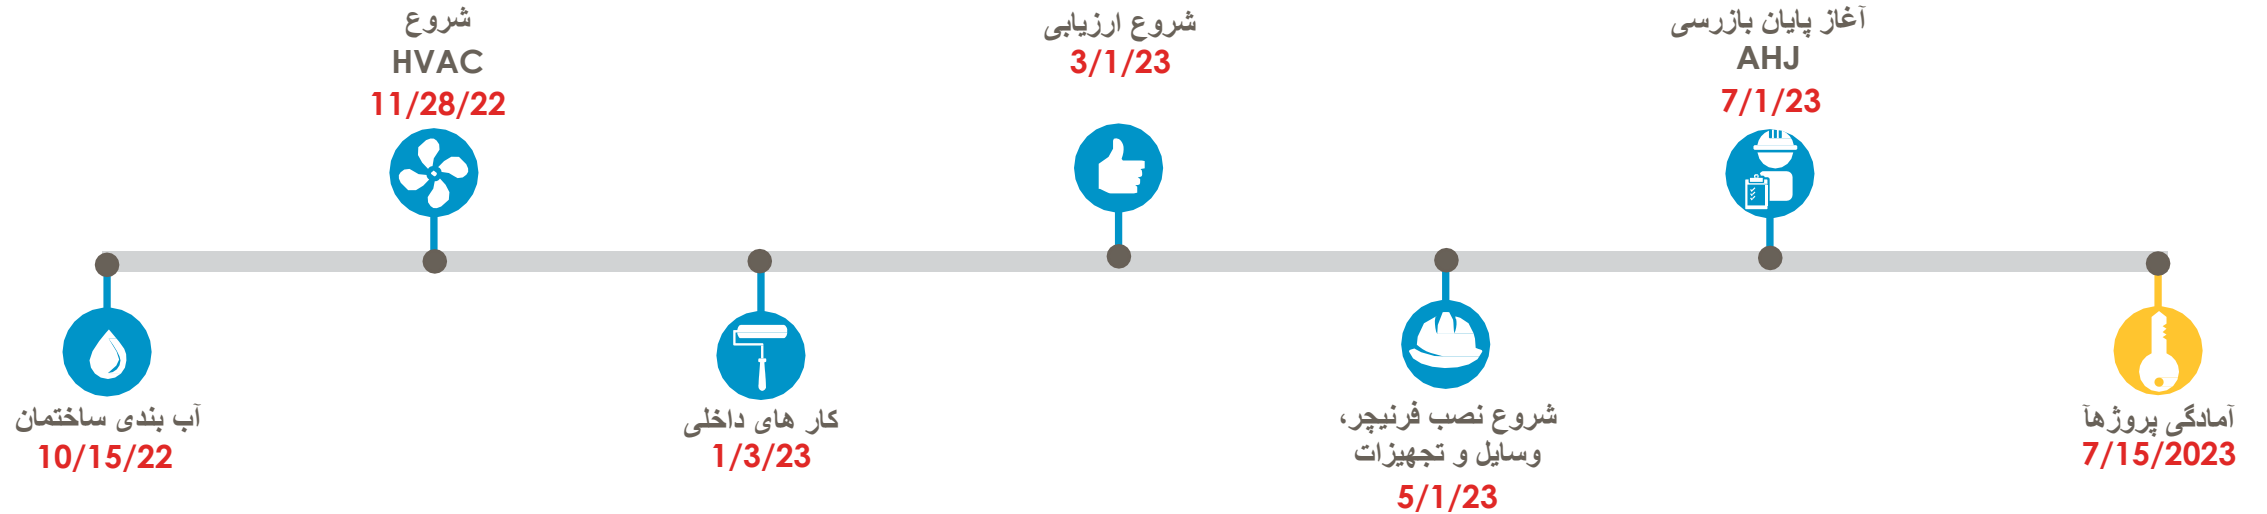 آب بندی ساختمان
10/15/22
شروع
HVAC
11/28/22
کار های داخلی
1/3/23
شروع ارزیابی
3/1/23
شروع نصب فرنیچر،
وسایل و تجهیزات
5/1/23
آغاز پایان بازرسی
AHJ
7/1/23
آمادگی پروژهآ
7/15/2023